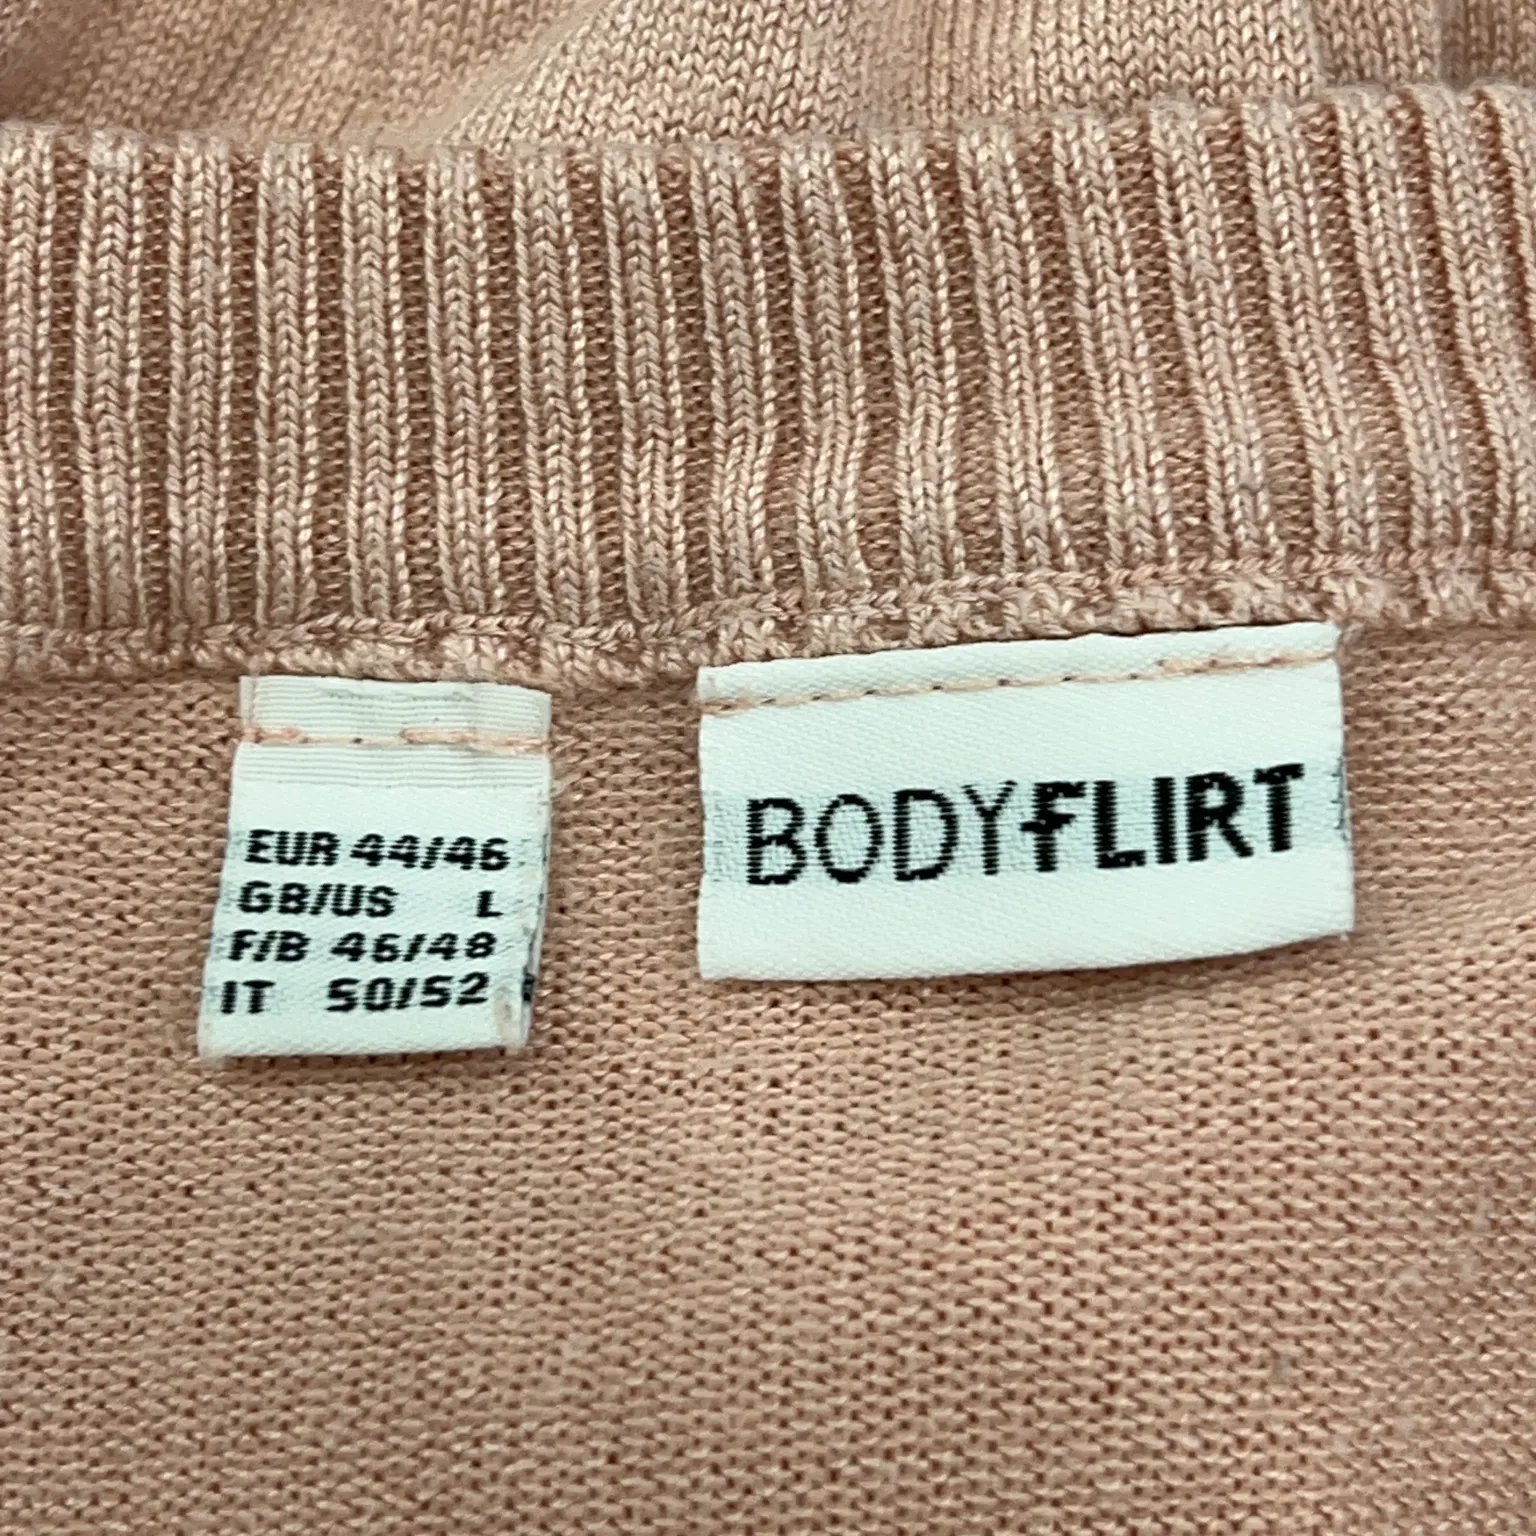 EUR 44/46
GB/US L
F/B 46/48
IT 50/52
BODYFLIRT